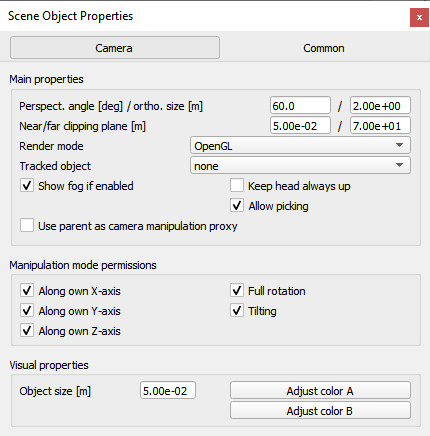 Scene Object Properties
x
Camera Common
Main properties
Perspect. angle [deg] / ortho. size [m] 60.0 / 2.00e+00
Near/far clipping plane [m] 5.00e-02 / 7.00e+01
Render mode OpenGL
Tracked object none
Show fog if enabled Keep head always up
Allow picking
Use parent as camera manipulation proxy
Manipulation mode permissions
Along own X-axis Full rotation
Along own Y-axis Tilting
Along own Z-axis
Visual properties
Object size [m] 5.00e-02 Adjust color A
Adjust color B